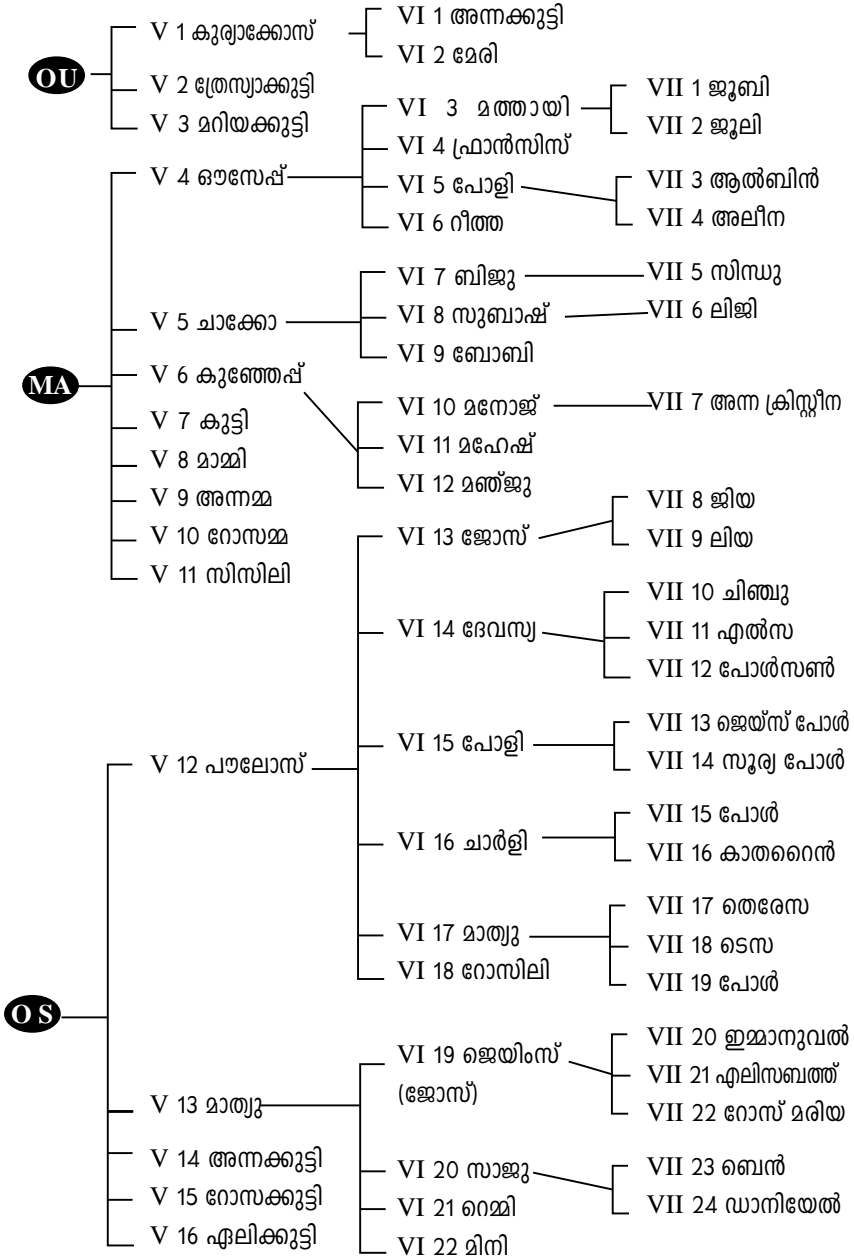 OU
V 1 കുര്യാക്കോസ്
V 2 ത്രേസ്യാക്കുട്ടി
V 3 മറിയക്കുട്ടി
VI 1 അന്നക്കുട്ടി
VI 2 മേരി
MA
V 4 ഔസേപ്പ്
V 5 ചാക്കോ
V 6 കുഞ്ഞേപ്പ്
V 7 കുട്ടി
V 8 മാമ്മി
V 9 അന്നമ്മ
V 10 റോസമ്മ
V 11 സിസിലി
VI 3 മത്തായി
VI 4 ഫ്രാൻസിസ്
VI 5 പോളി
VI 6 റീത്ത
VII 1 ജൂബി
VII 2 ജൂലി
VII 3 ആൽബിൻ
VII 4 അലീന
VI 7 ബിജു
VI 8 സുബാഷ്
VI 9 ബോബി
VII 5 സിന്ധു
VII 6 ലിജി
VI 10 മനോജ്
VI 11 മഹേഷ്
VI 12 മഞ്ജു
VII 7 അന്ന ക്രിസ്റ്റീന
OS
V 12 പൗലോസ്
V 13 മാത്യു
V 14 അന്നക്കുട്ടി
V 15 റോസക്കുട്ടി
V 16 ഏലിക്കുട്ടി
VI 13 ജോസ്
VI 14 ദേവസ്യ
VI 15 പോളി
VI 16 ചാർളി
VI 17 മാത്യു
VI 18 റോസിലി
VII 8 ജിയ
VII 9 ലിയ
VII 10 ചിഞ്ചു
VII 11 എൽസ
VII 12 പോൾസൺ
VII 13 ജെയ്സ് പോൾ
VII 14 സൂര്യ പോൾ
VII 15 പോൾ
VII 16 കാതറൈൻ
VII 17 തെരേസ
VII 18 ടെസ
VII 19 പോൾ
VI 19 ജെയിംസ്
(ജോസ്)
VI 20 സാജു
VI 21 റെമ്മി
VI 22 മിനി
VII 20 ഇമ്മാനുവൽ
VII 21 എലിസബത്ത്
VII 22 റോസ് മരിയ
VII 23 ബെൻ
VII 24 ഡാനിയേൽ